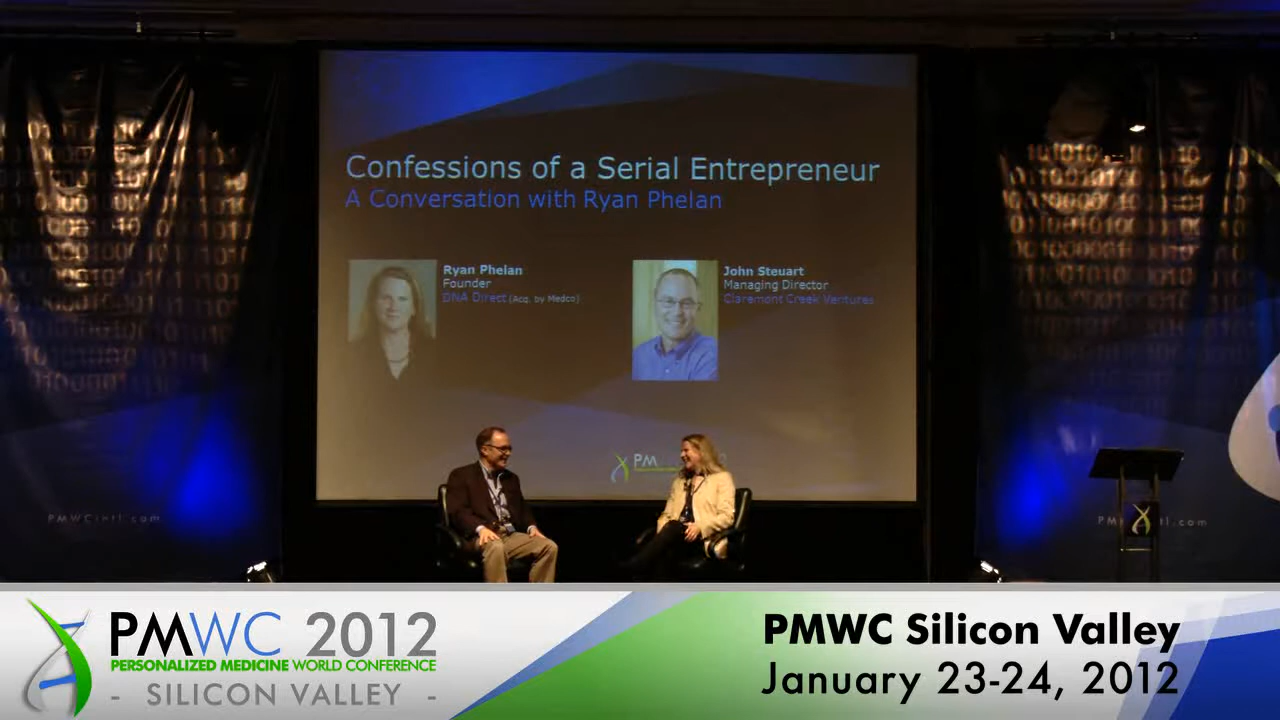 Confessions of a Serial Entrepreneur
A Conversation with Ryan Phelan
Ryan Phelan
Founder
DNA Direct (Acq. by Medco)
John Steuart
Managing Director
Claremont Creek Ventures
PM
PMWCintl.com
PMWC 2012
PERSONALIZED MEDICINE WORLD CONFERENCE
- SILICON VALLEY -
PMWC Silicon Valley
January 23-24, 2012